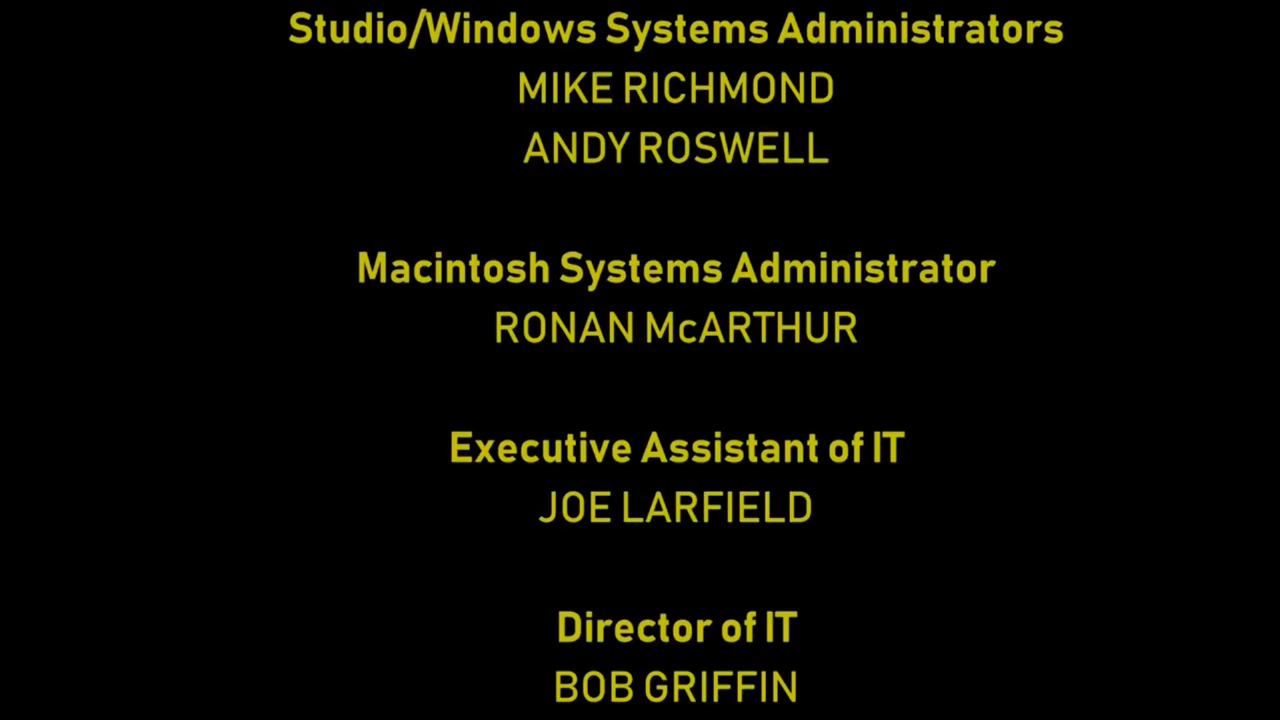 Studio/Windows Systems Administrators
MIKE RICHMOND
ANDY ROSWELL
Macintosh Systems Administrator
RONAN McARTHUR
Executive Assistant of IT
JOE LARFIELD
Director of IT
BOB GRIFFIN